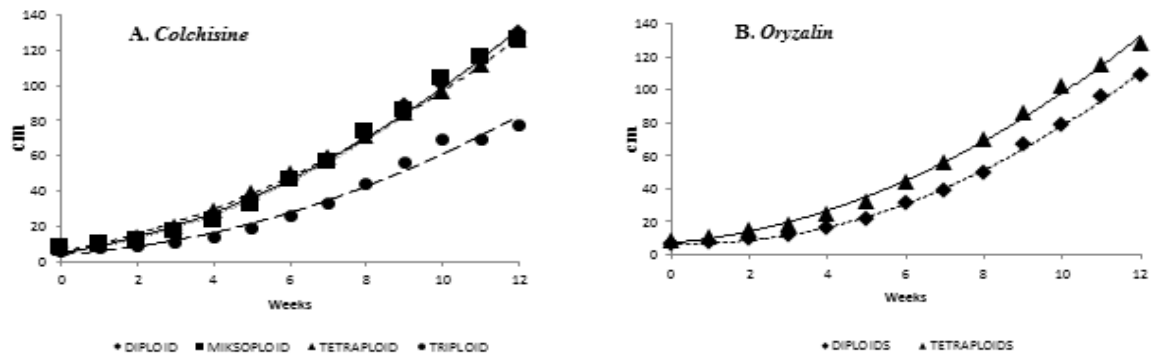 A. Colchisine
140
120
100
80
60
40
20
0
cm
0 2 4 6 8 10 12
Weeks
DIPLOID MIKSOPLOID TETRAPLOID TRIPLOID
B. Oryzalin
140
120
100
80
60
40
20
0
cm
0 2 4 6 8 10 12
Weeks
DIPLOIDS TETRAPLOIDS